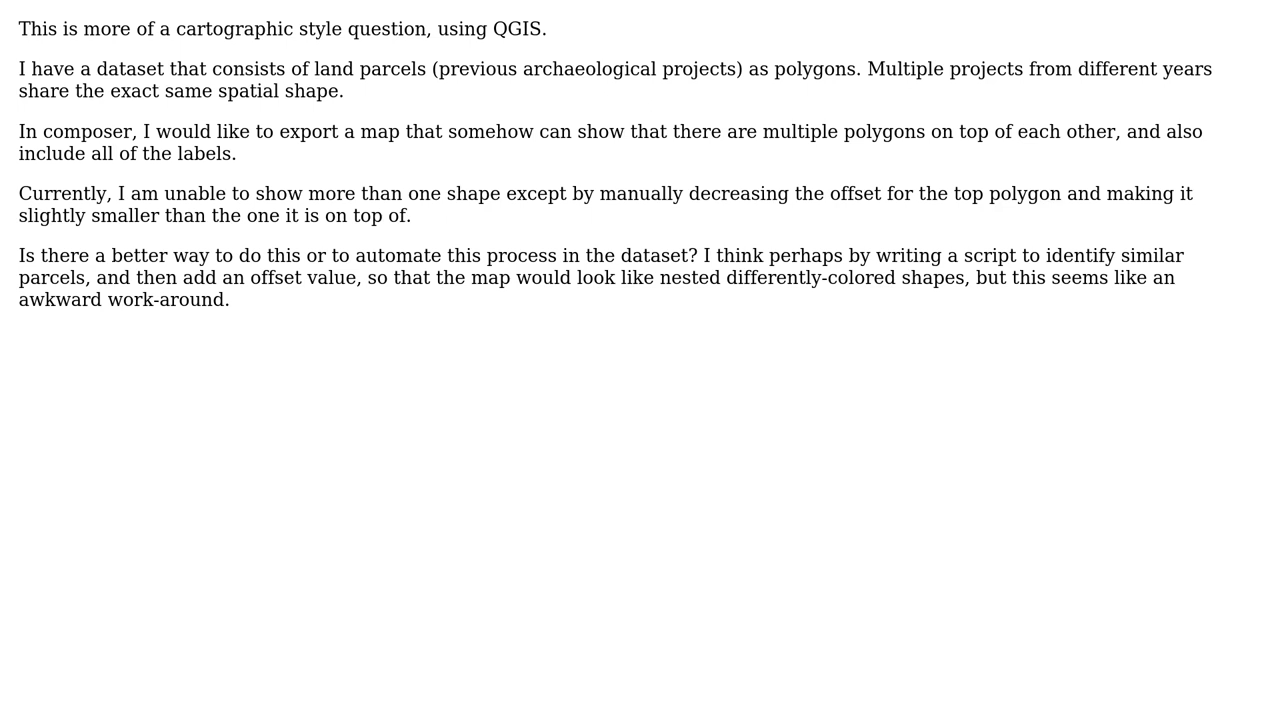 This is more of a cartographic style question, using QGIS.
I have a dataset that consists of land parcels (previous archaeological projects) as polygons. Multiple projects from different years
share the exact same spatial shape.
In composer, I would like to export a map that somehow can show that there are multiple polygons on top of each other, and also
include all of the labels.
Currently, I am unable to show more than one shape except by manually decreasing the offset for the top polygon and making it
slightly smaller than the one it is on top of.
Is there a better way to do this or to automate this process in the dataset? I think perhaps by writing a script to identify similar
parcels, and then add an offset value, so that the map would look like nested differently-colored shapes, but this seems like an
awkward work-around.